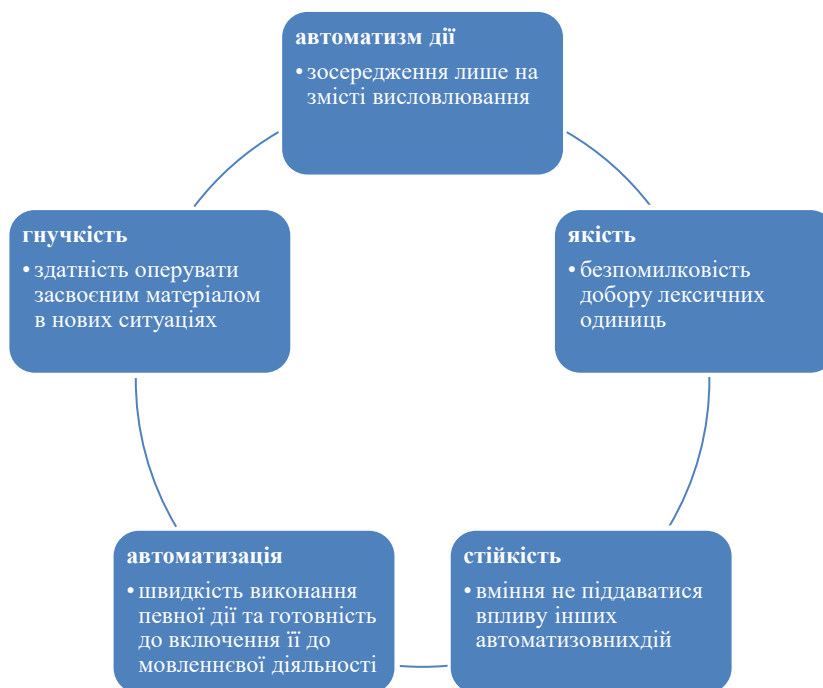 автоматизм дії
• зосередження лише на
змісті висловлювання
гнучкість
• здатність оперувати
засвоєним матеріалом
в нових ситуаціях
якість
• безпомилковість
добору лексичних
одиниць
автоматизація
• швидкість виконання
певної дії та готовність
до включення її до
мовленнєвої діяльності
стійкість
• вміння не піддаватися
впливу інших
автоматизовнихдій